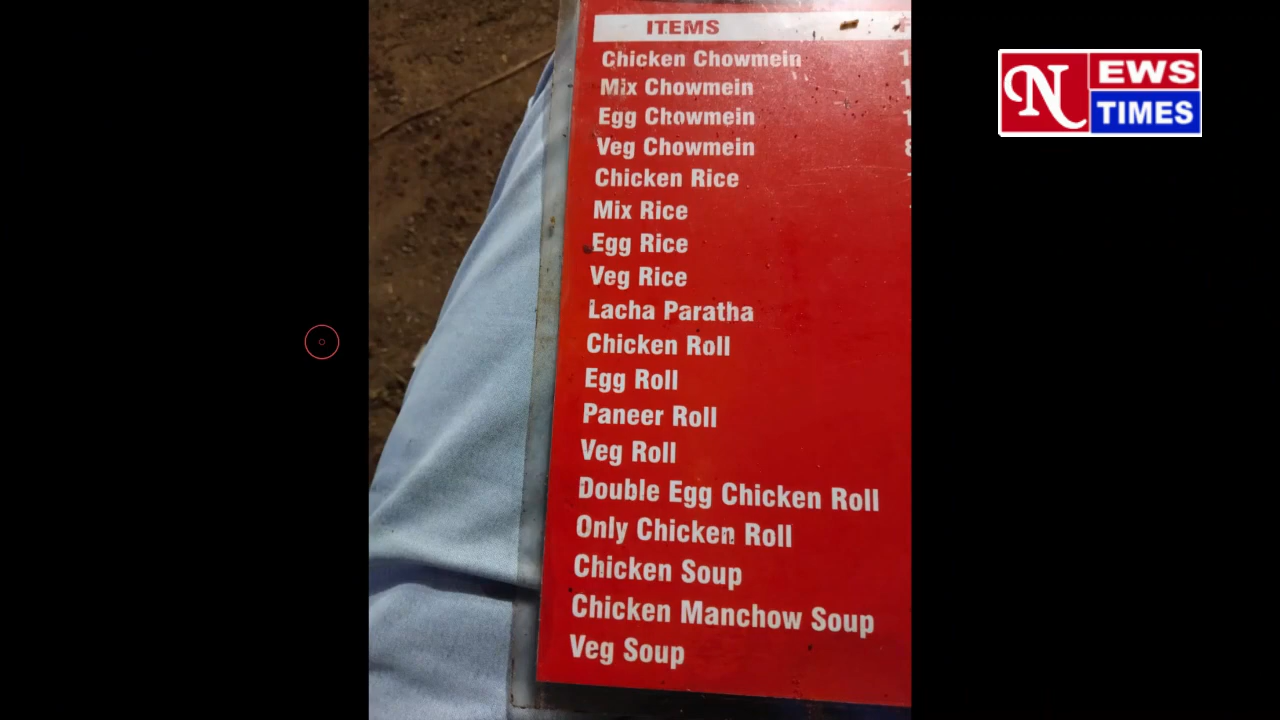 ITEMS
Chicken Chowmein
Mix Chowmein
Egg Chowmein
Veg Chowmein
Chicken Rice
Mix Rice
Egg Rice
Veg Rice
Lacha Paratha
Chicken Roll
Egg Roll
Paneer Roll
Veg Roll
Double Egg Chicken Roll
Only Chicken Roll
Chicken Soup
Chicken Manchow Soup
Veg Soup
NEWS
TIMES